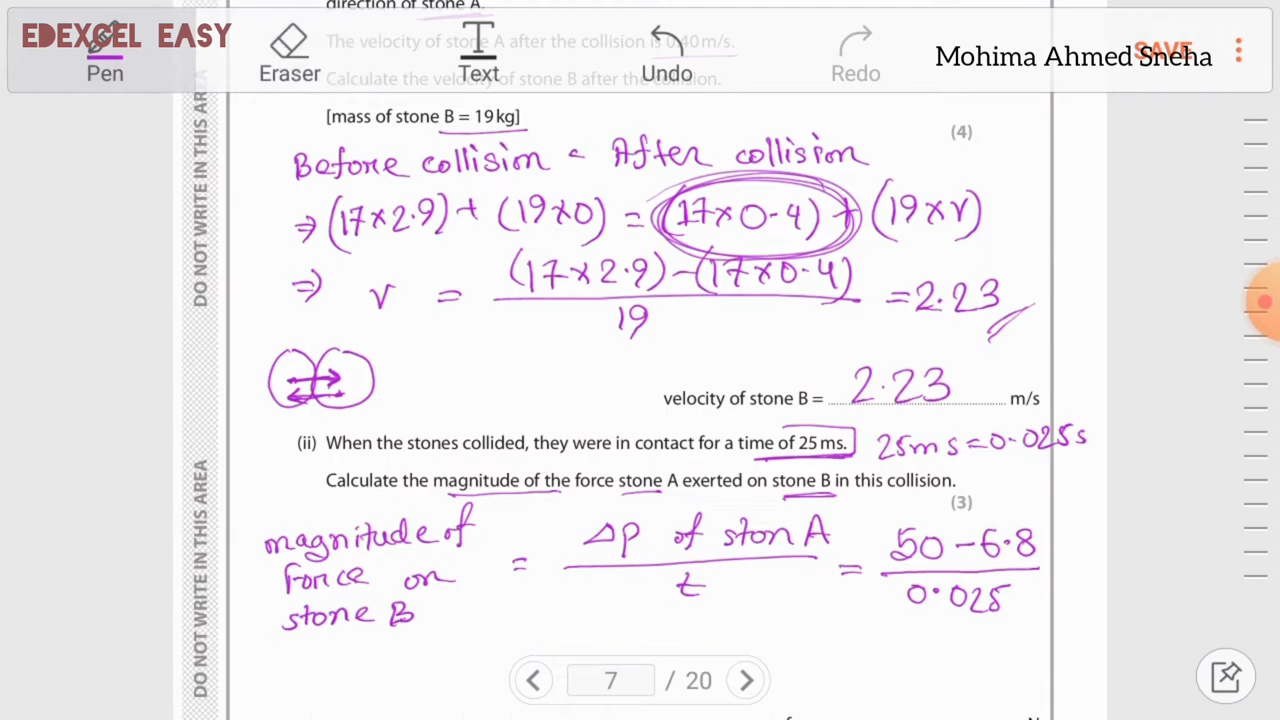 direction of stone A.
EDEXCEL EASY
The velocity of stone A after the collision is 0.40 m/s.
Mohima Ahmed Sneha
SAVE
Pen
Eraser
Text
Undo
Redo
Calculate the velocity of stone B after the collision.
[mass of stone B = 19 kg]
(4)
Before collision = After collision
⇒ (17×2.9) + (19×0) = (17×0.4) + (19×v)
⇒ v = (17×2.9) − (17×0.4) / 19 = 2.23
velocity of stone B = 2.23 m/s
(ii) When the stones collided, they were in contact for a time of 25 ms. 25ms = 0.025s
Calculate the magnitude of the force stone A exerted on stone B in this collision.
(3)
magnitude of force on stone B = Δp of ston A / t = 50 − 6.8 / 0.025
7 / 20
DO NOT WRITE IN THIS AREA
DO NOT WRITE IN THIS AREA